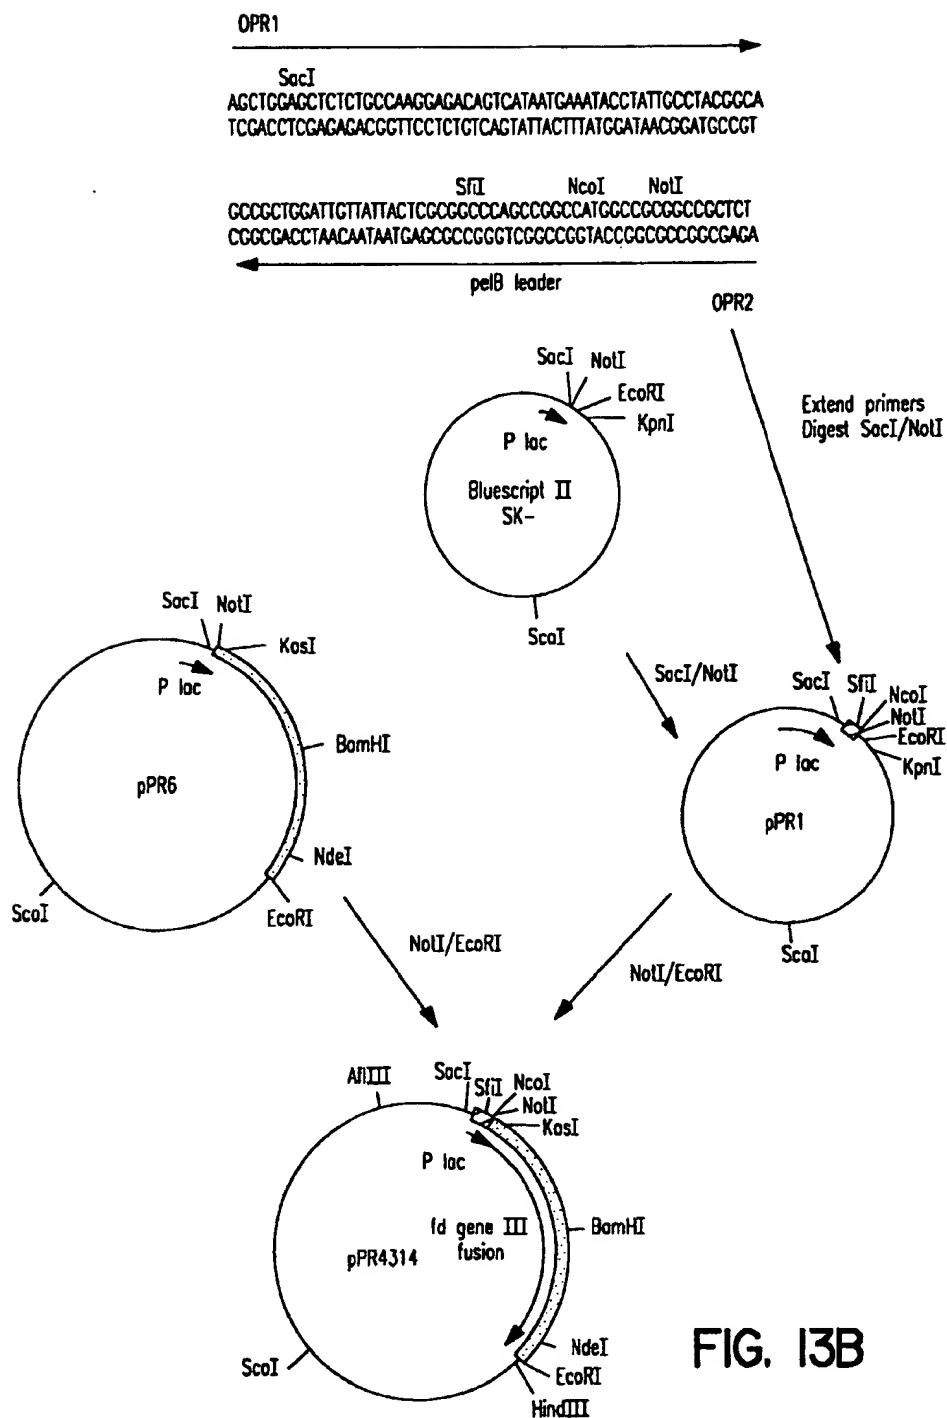 OPR1
SacI
AGCTGGAGCTCTCTGCCAAGGAGACAGTCATAATGAAATACCTATTGCCTACGGCA
TCGACCTCGAGAGACGGTTCCTCTGTCAGTATTACTTTATGGATAACGGATGCCGT
SfiI NcoI NotI
GCCGCTGGATTGTTATTACTCGCGGCCCAGCCGGCCATGGCCGCGGCCGCTCT
CGGCGACCTAACAATAATGAGCGCCGGGTCGGCCGGTACCGGCGCCGGCGAGA
pelB leader
OPR2
SacI NotI
EcoRI
KpnI
P lac
Bluescript II
SK-
ScaI
Extend primers
Digest SacI/NotI
SacI/NotI
SacI NotI
KasI
P lac
BamHI
pPR6
NdeI
EcoRI
ScoI
NotI/EcoRI
SacI SfiI
NcoI
NotI
EcoRI
KpnI
P lac
pPR1
ScaI
NotI/EcoRI
AflIII
SacI
SfiI
NcoI
NotI
KasI
P lac
fd gene III
fusion
BamHI
pPR4314
NdeI
EcoRI
HindIII
ScoI
FIG. 13B